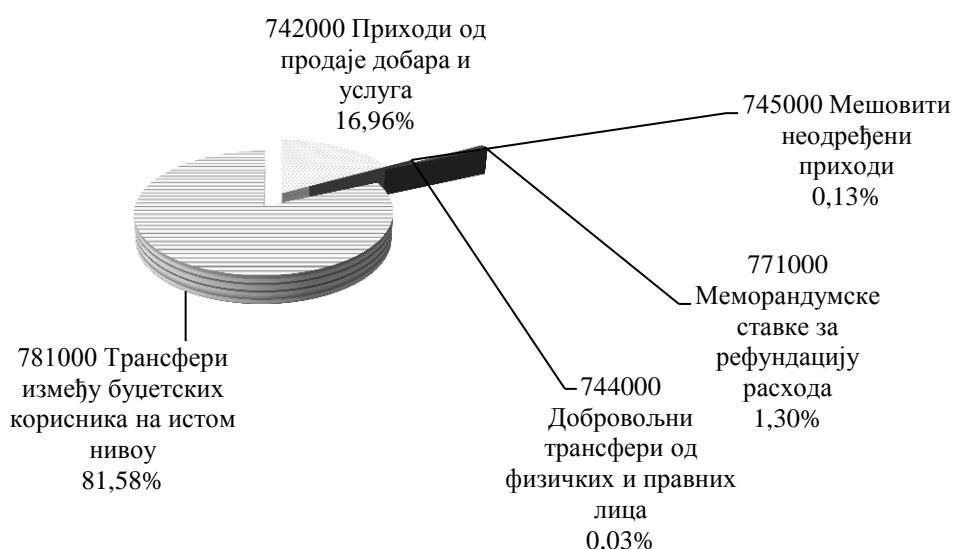 742000 Приходи од
продаје добара и
услуга
16,96%
745000 Мешовити
неодређени
приходи
0,13%
771000
Меморандумске
ставке за
рефундацију
расхода
1,30%
744000
Добровољни
трансфери од
физичких и правних
лица
0,03%
781000 Трансфери
између буџетских
корисника на истом
нивоу
81,58%